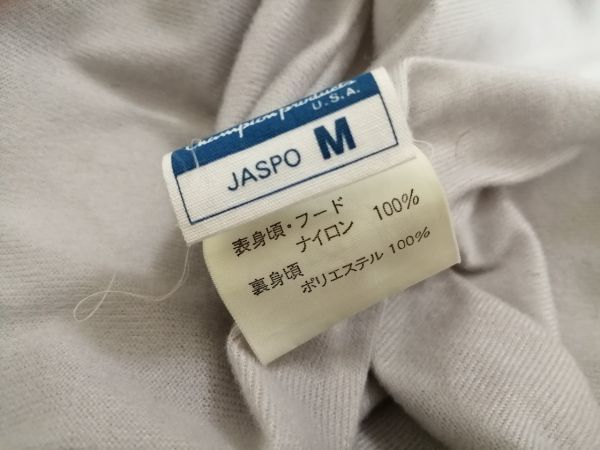 Champion products
U.S.A.
JASPO M
表身頃・フード
ナイロン 100%
裏身頃
ポリエステル 100%